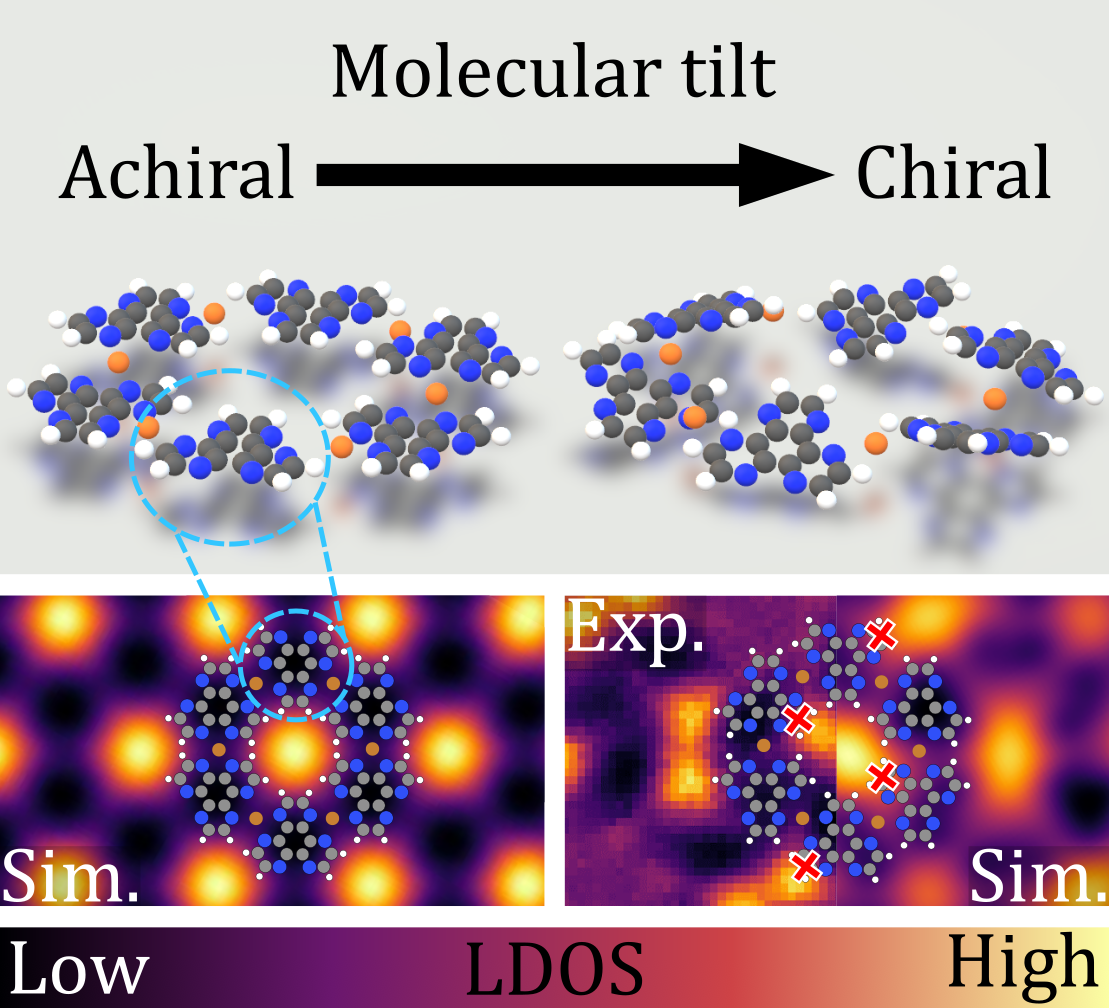 Molecular tilt
Achiral
Chiral
Exp.
Sim.
Sim.
Low
LDOS
High